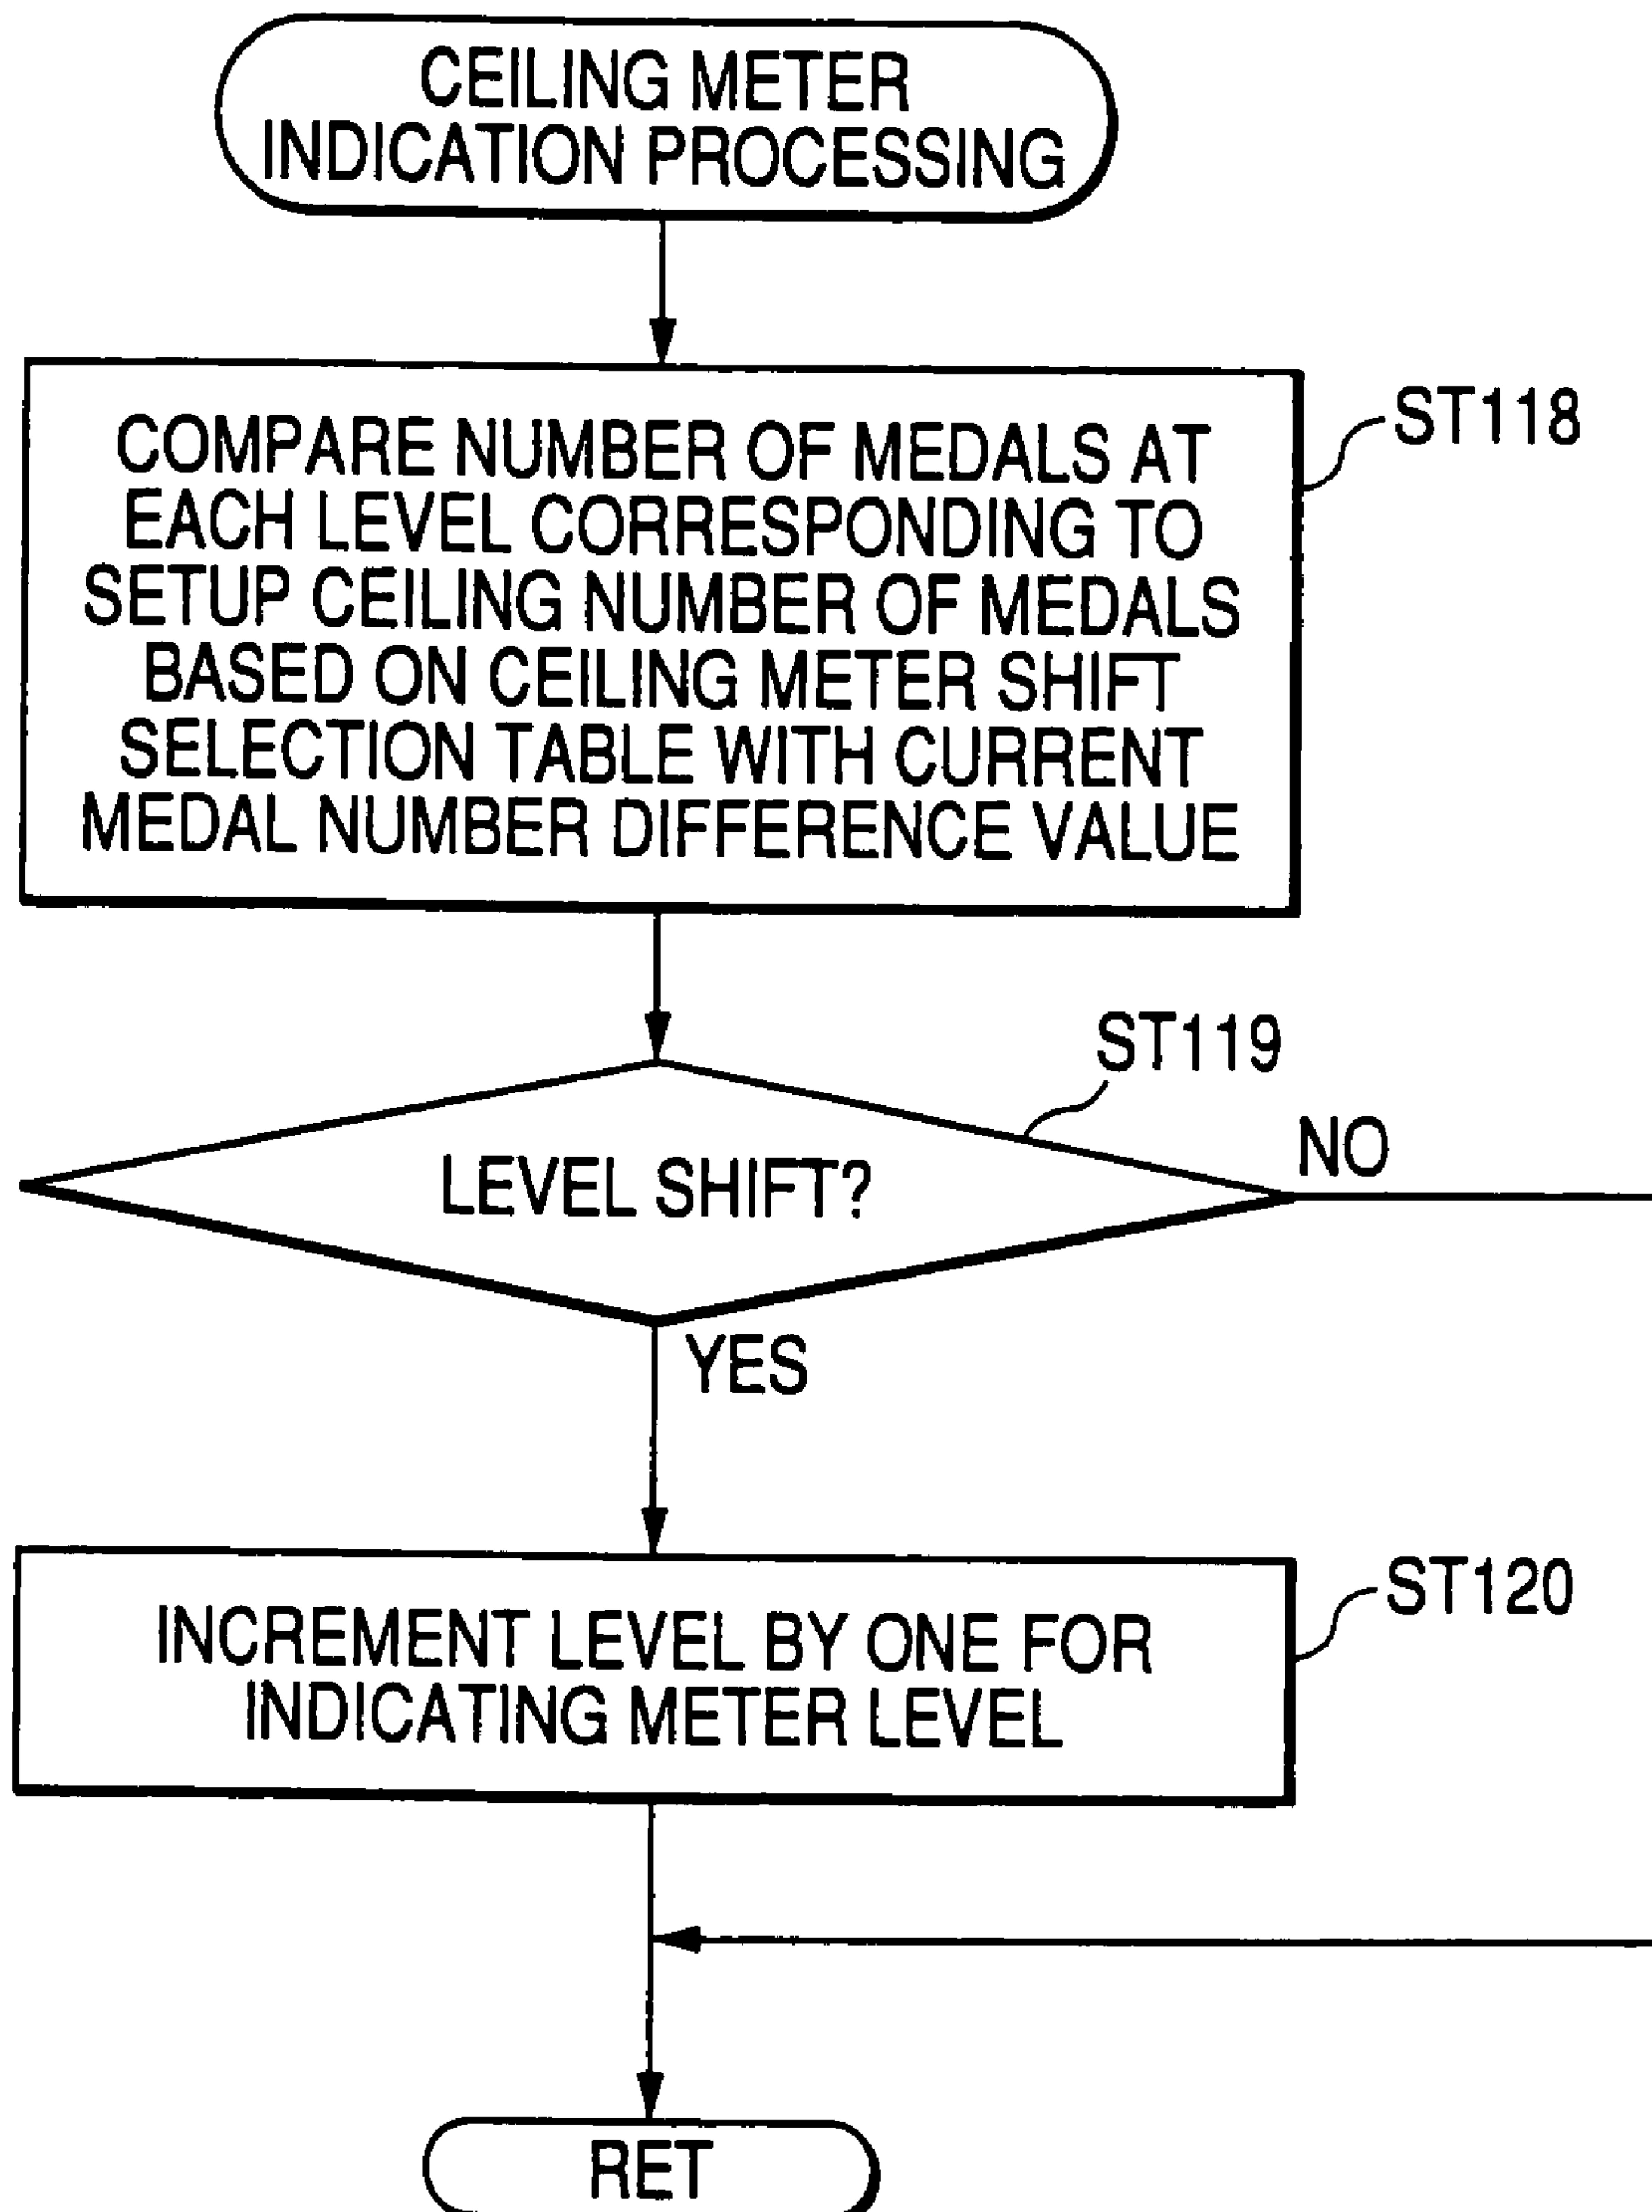 CEILING METER
INDICATION PROCESSING
COMPARE NUMBER OF MEDALS AT
EACH LEVEL CORRESPONDING TO
SETUP CEILING NUMBER OF MEDALS
BASED ON CEILING METER SHIFT
SELECTION TABLE WITH CURRENT
MEDAL NUMBER DIFFERENCE VALUE
ST118
ST119
LEVEL SHIFT?
NO
YES
INCREMENT LEVEL BY ONE FOR
INDICATING METER LEVEL
ST120
RET